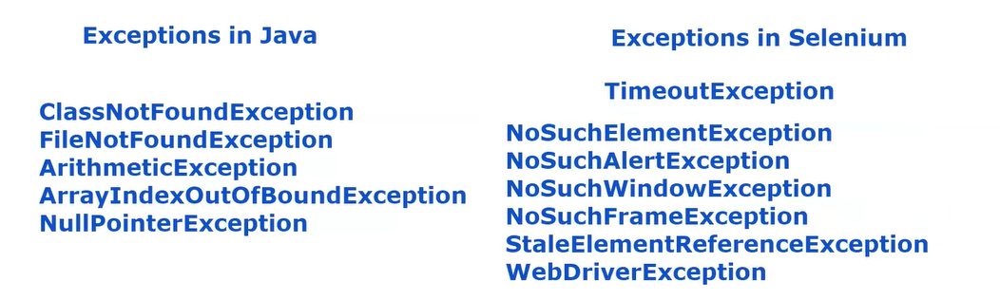 Exceptions in Java
ClassNotFoundException
FileNotFoundException
ArithmeticException
ArrayIndexOutOfBoundException
NullPointerException
Exceptions in Selenium
TimeoutException
NoSuchElementException
NoSuchAlertException
NoSuchWindowException
NoSuchFrameException
StaleElementReferenceException
WebDriverException